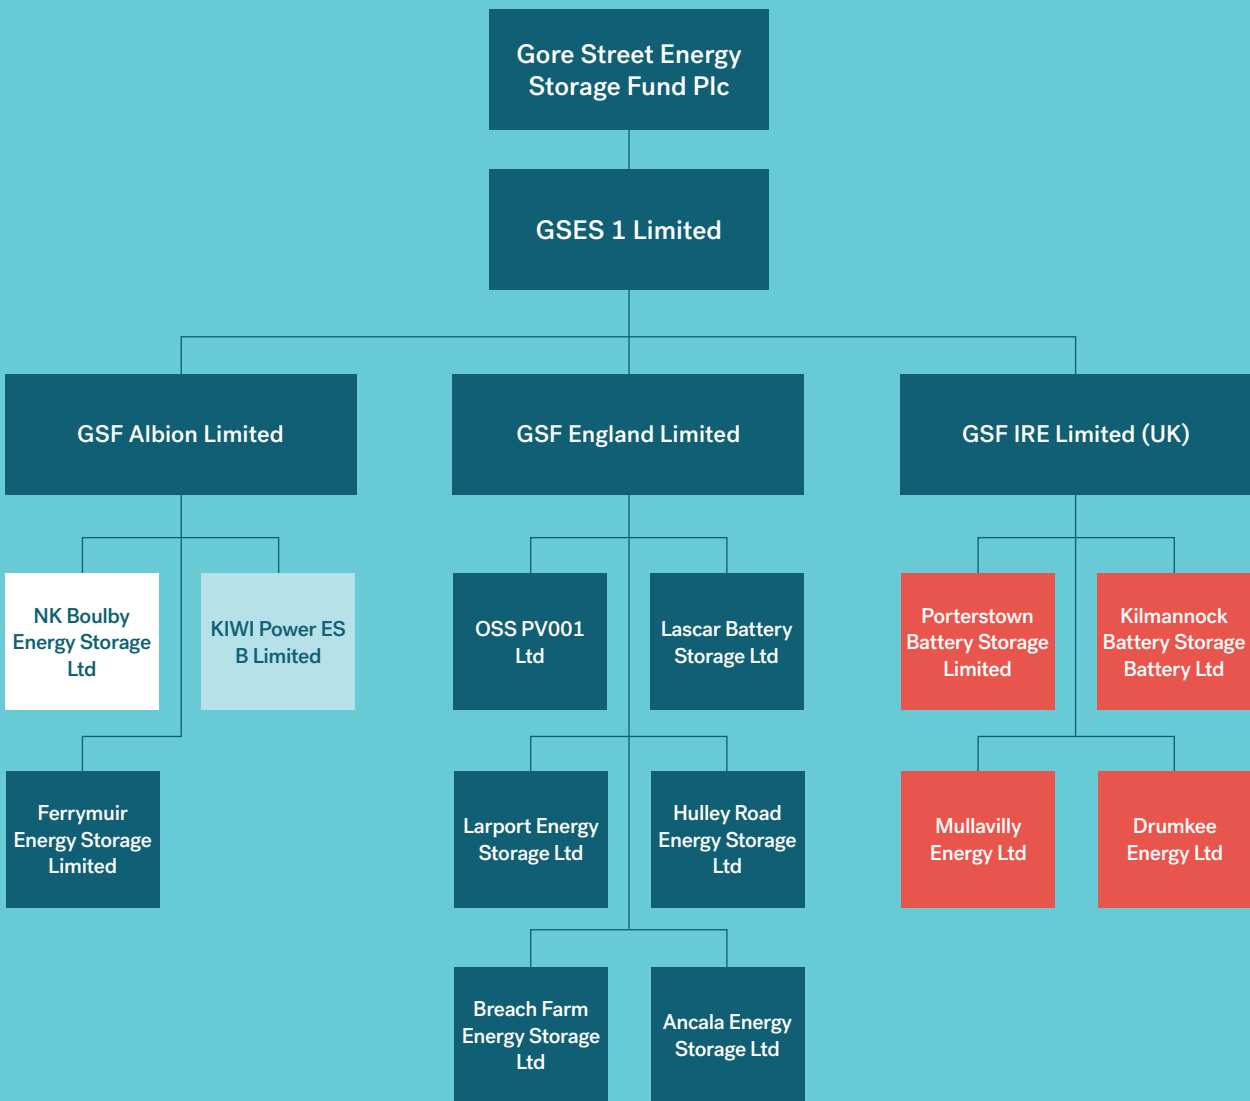 Gore Street Energy
Storage Fund Plc
GSES 1 Limited
GSF Albion Limited
GSF England Limited
GSF IRE Limited (UK)
NK Boulby
Energy Storage
Ltd
KIWI Power ES
B Limited
OSS PV001
Ltd
Lascar Battery
Storage Ltd
Porterstown
Battery Storage
Limited
Kilmannock
Battery Storage
Battery Ltd
Ferrymuir
Energy Storage
Limited
Larport Energy
Storage Ltd
Hulley Road
Energy Storage
Ltd
Mullavilly
Energy Ltd
Drumkee
Energy Ltd
Breach Farm
Energy Storage
Ltd
Ancala Energy
Storage Ltd